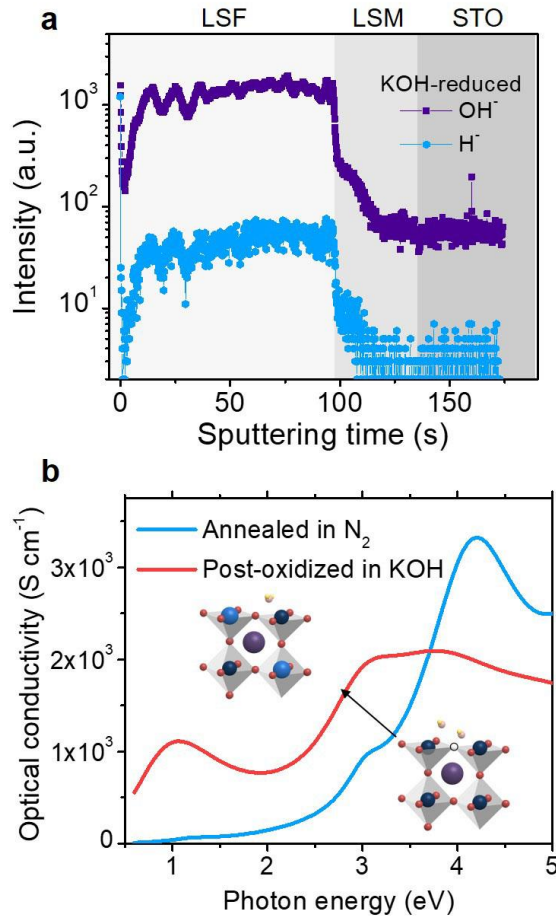 a
LSF LSM STO
KOH-reduced
OH⁻
H⁻
10³
10²
10¹
Intensity (a.u.)
0 50 100 150
Sputtering time (s)
b
Annealed in N₂
Post-oxidized in KOH
3x10³
2x10³
1x10³
0
Optical conductivity (S cm⁻¹)
1 2 3 4 5
Photon energy (eV)